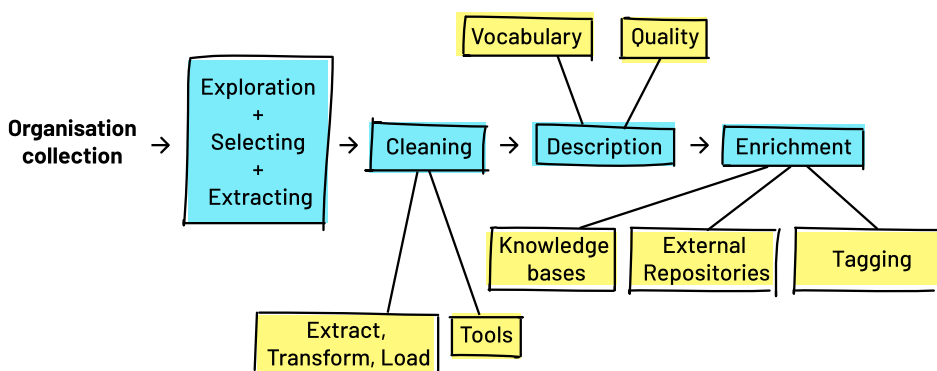 Vocabulary
Quality
Organisation
collection
→
Exploration
+
Selecting
+
Extracting
→
Cleaning
→
Description
→
Enrichment
Knowledge
bases
External
Repositories
Tagging
Extract,
Transform, Load
Tools